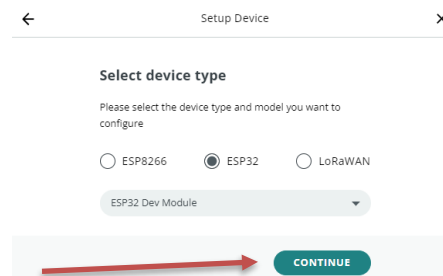 Setup Device
Select device type
Please select the device type and model you want to
configure
ESP8266 ESP32 LoRaWAN
ESP32 Dev Module
CONTINUE